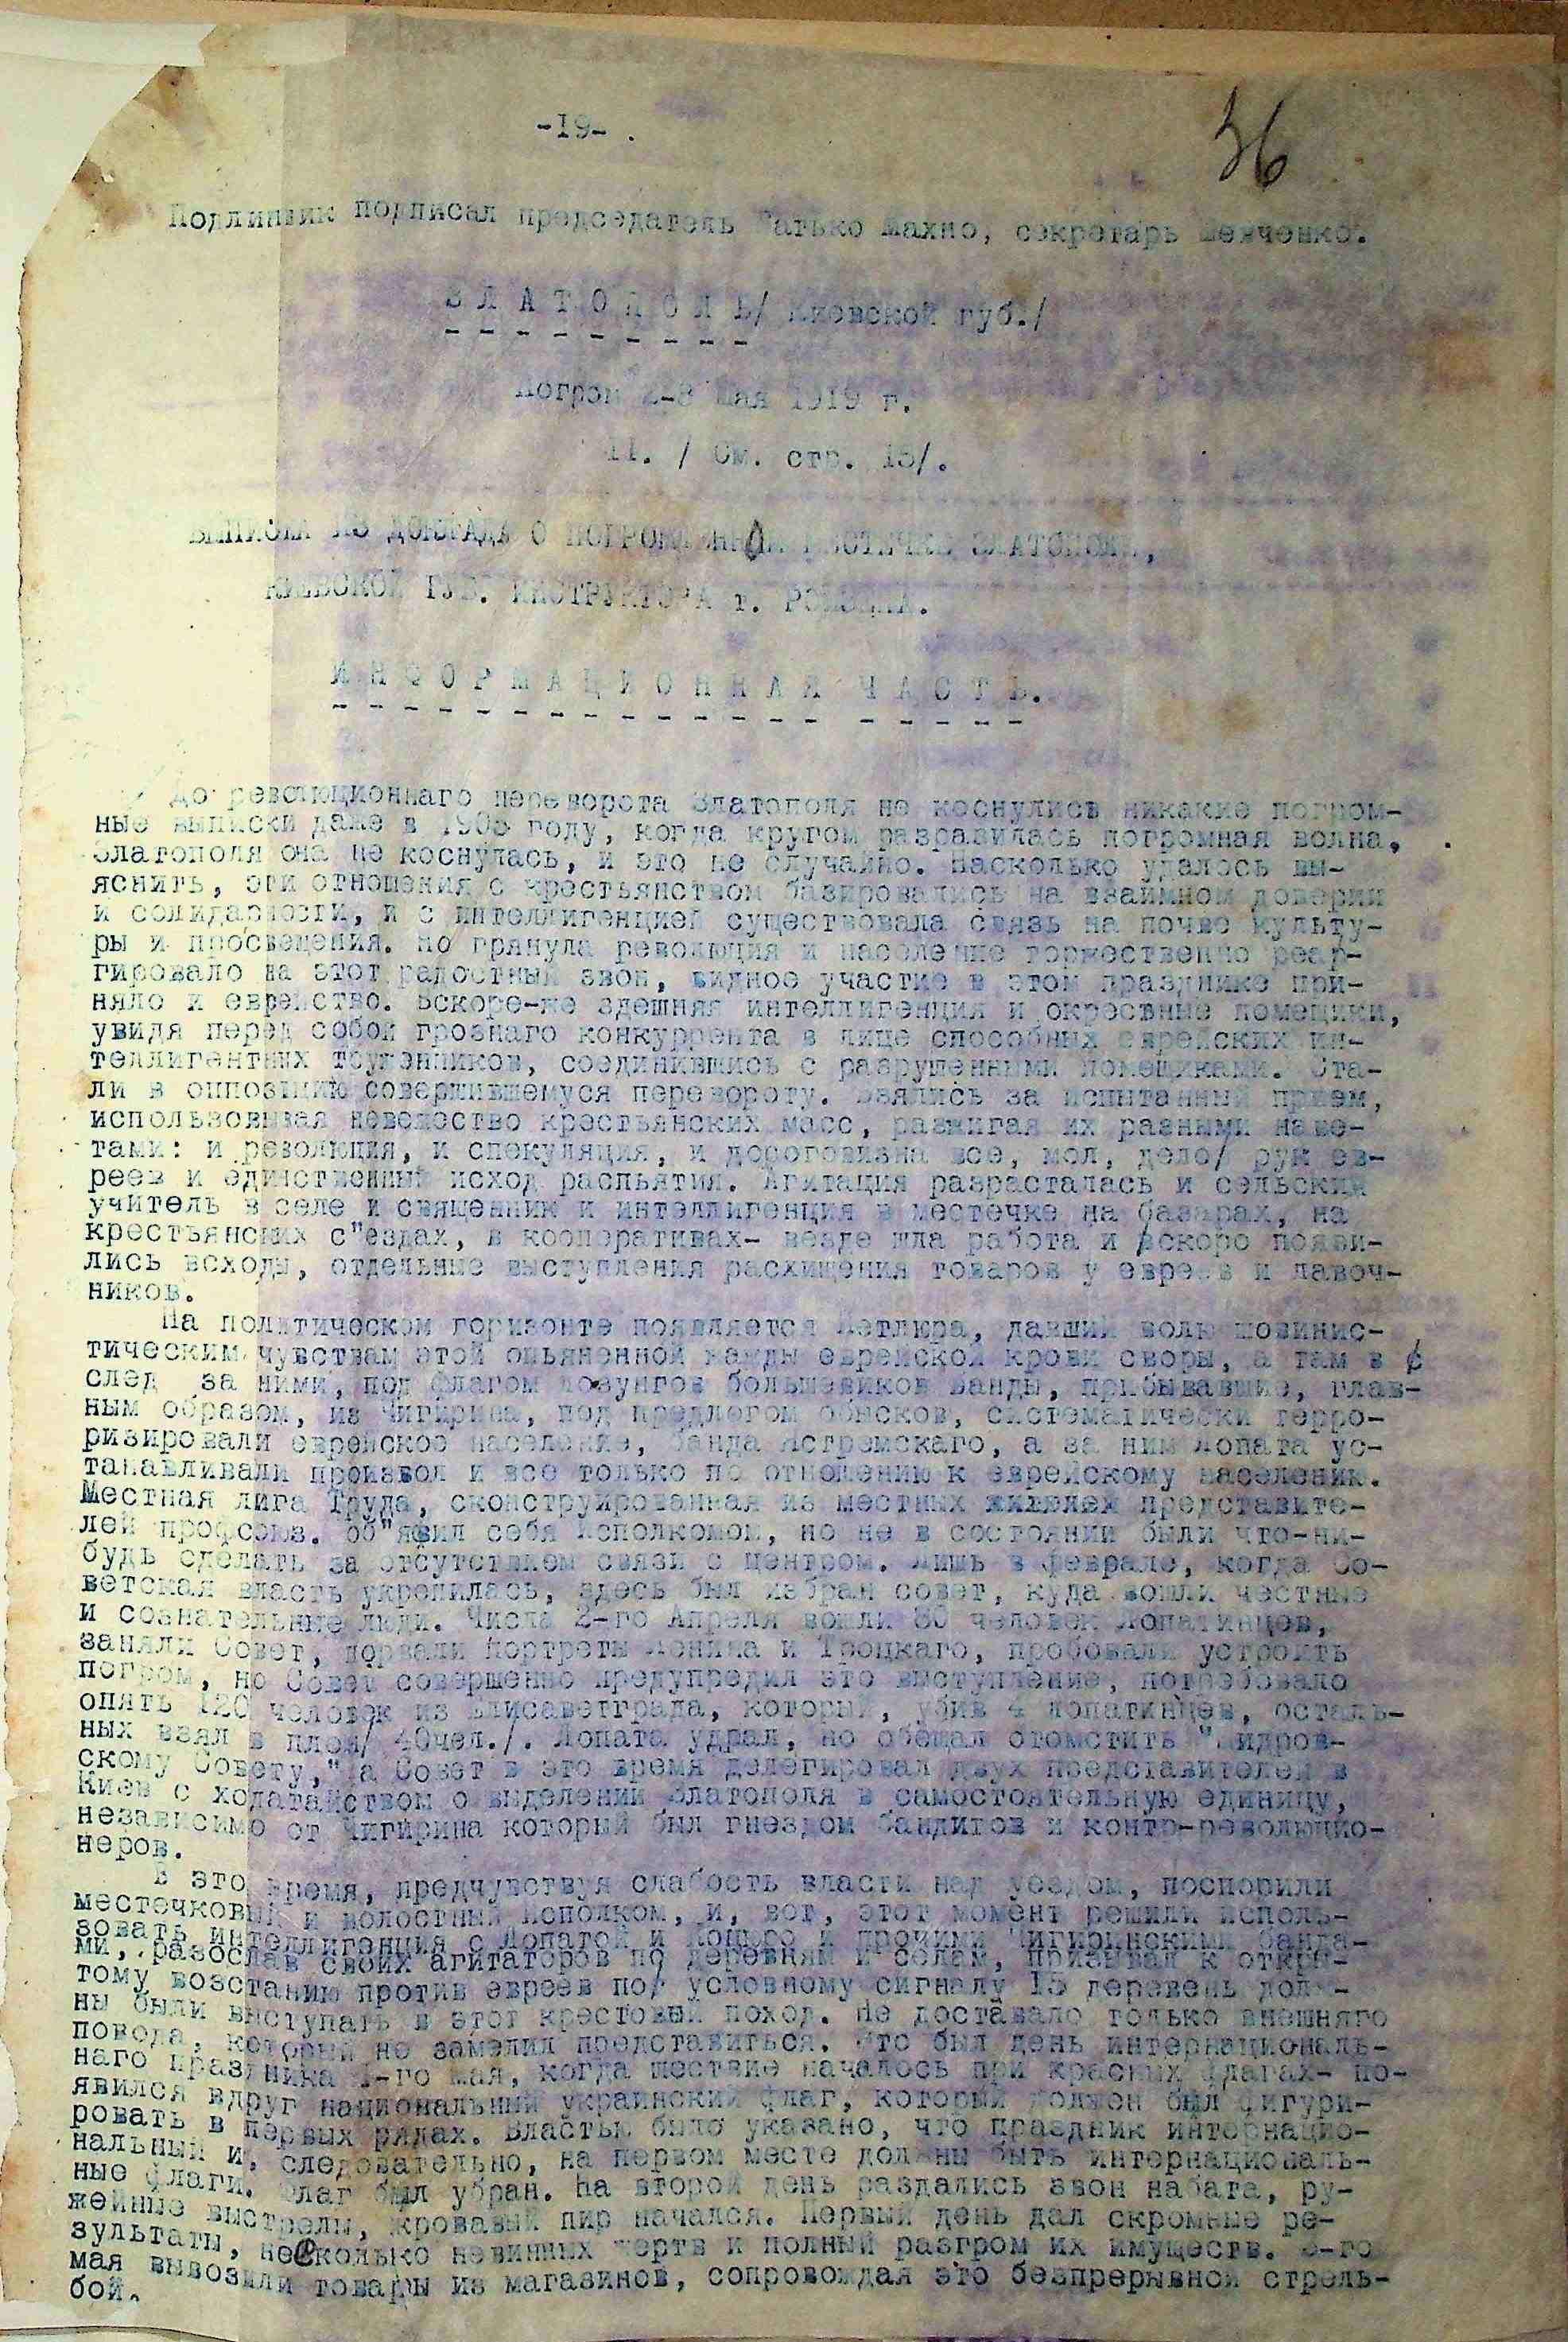 -19- .
36
Подлинник подписал председатель Батько Махно, секретарь Шевченко.
З Л А Т О П О Л Ь/ Киевской губ./
Погром 2-8 мая 1919 г.
11. / См. стр. 15/.
ВЫПИСКА ИЗ ДОКЛАДА О ПОГРОМЕ В МЕСТЕЧКЕ ЗЛАТОПОЛЕ,
КИЕВСКОЙ ГУБ. ИНСТРУКТОРА т.
И Н Ф О Р М А Ц И О Н Н А Я Ч А С Т Ь.
До революционнаго переворота Златополя не коснулись никакие погром-
ные выписки даже в 1905 году, когда кругом разразилась погромная волна,
Златополя она не коснулась, и это не случайно. Насколько удалось вы-
яснить, эти отношения с крестьянством базировались на взаимном доверии
и солидарности, и с интеллигенцией существовала связь на почве культу-
ры и просвещения. Но грянула революция и население торжественно реар-
гировало на этот радостный звон, видное участие в этом празднике при-
няло и еврейство. Вскоре-же здешняя интеллигенция и окрестные помещики,
увидя перед собой грознаго конкуррента в лице способных еврейских ин-
теллигентных тружеников, соединившись с разрушенными помещиками. Ста-
ли в оппозицию совершившемуся перевороту. Взялись за испытанный прием,
использовывая невежество крестьянских масс, разжигая их разными наве-
тами: и революция, и спекуляция, и дороговизна все, мол, дело/ рук ев-
реев и единственный исход распьятия. Агитация разрасталась и сельский
учитель в селе и священник и интеллигенция в местечке на базарах, на
крестьянских с"ездах, в кооперативах- везде шла работа и вскоре появи-
лись всходы, отдельные выступления расхищения товаров у евреев и лавоч-
ников.
На политическом горизонте появляется Петлюра, давший волю шовинис-
тическим чувствам этой опьяненной жажды еврейской крови своры, а там в
след за ними, под флагом лозунгов большевиков банды, прибывавшие, глав-
ным образом, из Чигирина, под предлогом обысков, систематически терро-
ризировали еврейское население, банда Ястремскаго, а за ним Лопата ус-
танавливали произвол и все только по отношению к еврейскому населению.
Местная лига Труда, сконструированная из местных жителей представите-
лей профсоюз. об"явил себя исполкомом, но не в состоянии были что-ни-
будь сделать за отсутствием связи с центром. Лишь в феврале, когда Со-
ветская власть укрепилась, здесь был избран совет, куда вошли честные
и сознательные люди. Числа 2-го Апреля вошли 80 человек Лопатинцев,
заняли Совет, порвали портреты Ленина и Троцкаго, пробовали устроить
погром, но Совет совершенно предупредил это выступление, потребовало
опять 120 человек из Елисаветграда, который, убив 4 лопатинцев, осталь-
ных взял в плен/ 40чел./. Лопата удрал, но обещал отомстить "жидров-
скому Совету," а Совет в это время делегировал двух представителей в
Киев с ходатайством о выделении Златополя в самостоятельную единицу,
независимо от Чигирина который был гнездом бандитов и контр-революцио-
неров.
В это время, предчувствуя слабость власти над уездом, поспорили
местечковый и волостный исполком, и, вот, этот момент решили исполь-
зовать интеллигенция с Лопатой и и прочими Чигиринскими банда-
ми, разослав своих агитаторов по деревням и селам, призывая к откры-
тому возстанию против евреев по/ условному сигналу 15 деревень долж-
ны были выступать в этот крестовый поход. Не доставало только внешняго
повода, который не замедлил представиться. Это был день интернациональ-
наго праздника 1-го мая, когда шествие началось при красных флагах- по-
явился вдруг национальный украинский флаг, который должен был фигури-
ровать в первых рядах. Властью было указано, что праздник интернацио-
нальный и, следовательно, на первом месте должны быть интернациональ-
ные флаги. Флаг был убран. На второй день раздались звон набата, ру-
жейные выстрелы, кровавый пир начался. Первый день дал скромные ре-
зультаты, несколько невинных жертв и полный разгром их имуществ. 3-го
мая вывозили товары из магазинов, сопровождая это безпрерывной стрель-
бой.